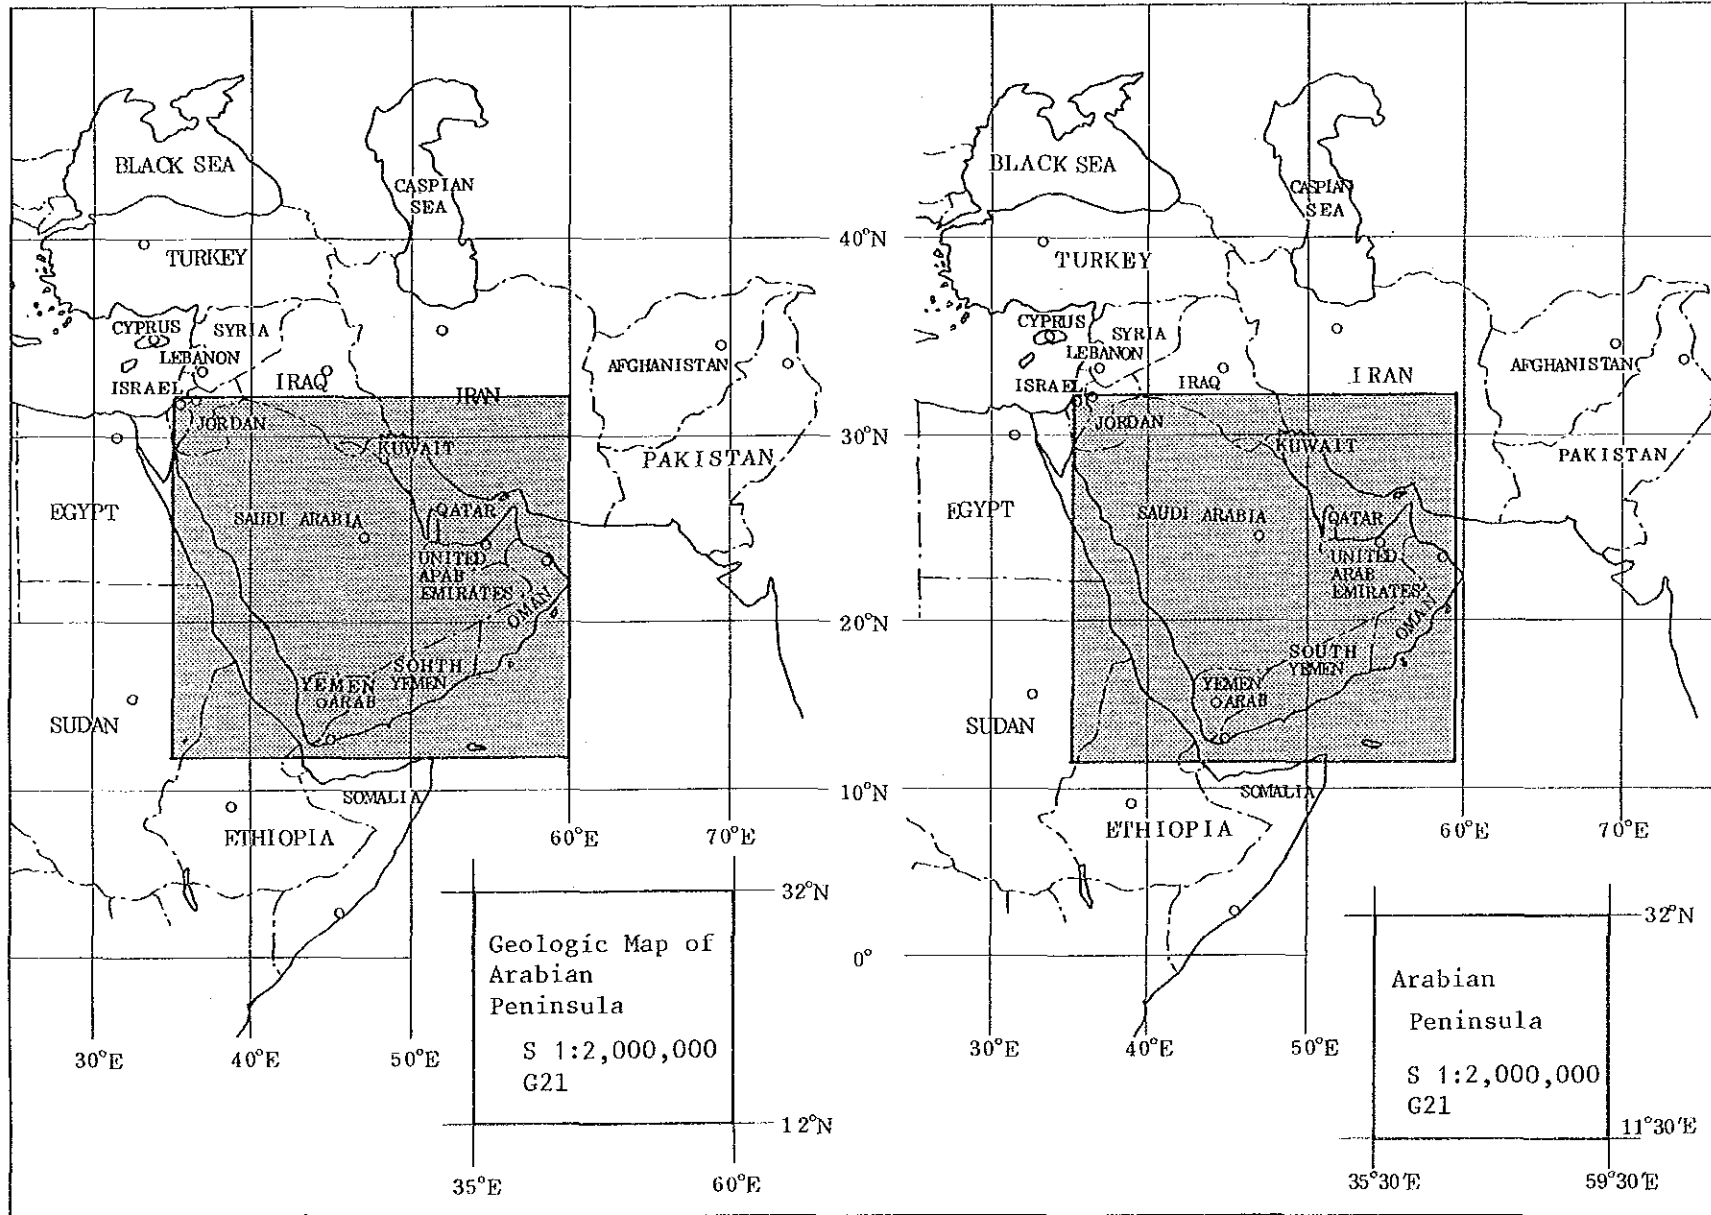 BLACK SEA
CASPIAN
SEA
TURKEY
CYPRUS
SYRIA
LEBANON
ISRAEL
IRAQ
IRAN
AFGHANISTAN
JORDAN
KUWAIT
PAKISTAN
EGYPT
SAUDI ARABIA
QATAR
UNITED
APAB
EMIRATES
OMAN
SOHTH
YEMEN
YEMEN
ARAB
SUDAN
SOMALIA
ETHIOPIA
60°E
70°E
30°E
40°E
50°E
Geologic Map of
Arabian
Peninsula
S 1:2,000,000
G21
32°N
12°N
35°E
60°E
40°N
30°N
20°N
10°N
0°
BLACK SEA
CASPIAN
SEA
TURKEY
CYPRUS
SYRIA
LEBANON
ISRAEL
IRAQ
IRAN
AFGHANISTAN
JORDAN
KUWAIT
PAKISTAN
EGYPT
SAUDI ARABIA
QATAR
UNITED
ARAB
EMIRATES
OMAN
SOUTH
YEMEN
YEMEN
ARAB
SUDAN
SOMALIA
ETHIOPIA
60°E
70°E
30°E
40°E
50°E
Arabian
Peninsula
S 1:2,000,000
G21
32°N
11°30'E
35°30'E
59°30'E